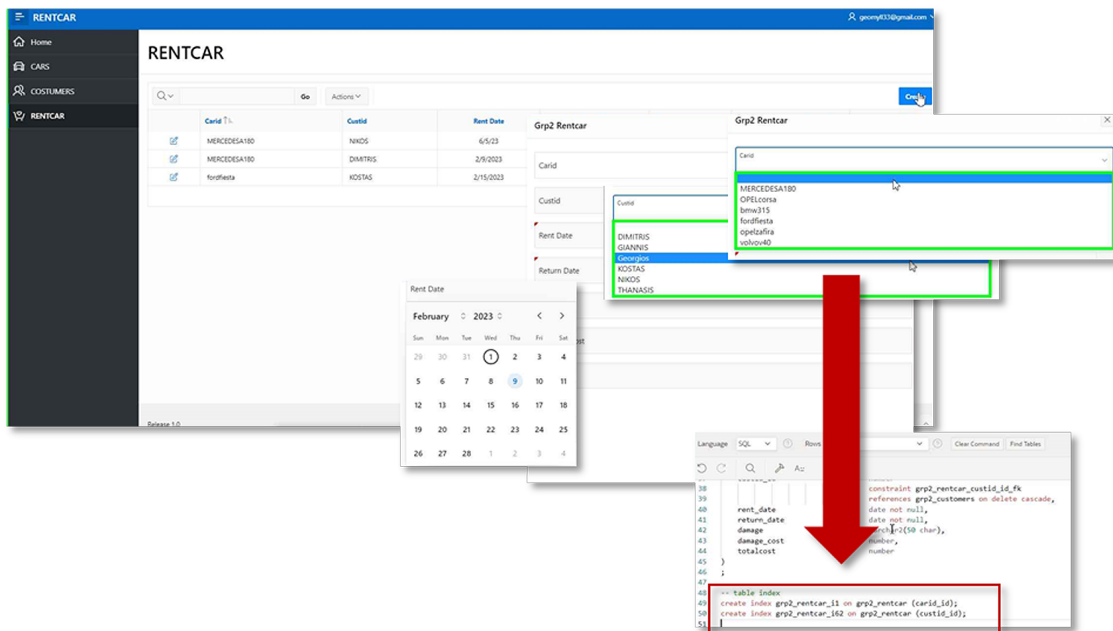 RENTCAR
geomyll33@gmail.com
Home
CARS
COSTUMERS
RENTCAR
RENTCAR
Go
Actions
Carid Custid Rent Date
MERCEDESA180 NIKOS 6/5/23
MERCEDESA180 DIMITRIS 2/9/2023
fordfiesta KOSTAS 2/15/2023
Release 1.0
Grp2 Rentcar
Carid
Custid
Rent Date
Return Date
Custid
DIMITRIS
GIANNIS
Georgios
KOSTAS
NIKOS
THANASIS
Grp2 Rentcar
Carid
MERCEDESA180
OPELcorsa
bmw315
fordfiesta
opelzafira
volvov40
Rent Date
February 2023
Sun Mon Tue Wed Thu Fri Sat
29 30 31 1 2 3 4
5 6 7 8 9 10 11
12 13 14 15 16 17 18
19 20 21 22 23 24 25
26 27 28 1 2 3 4
Language SQL Rows Clear Command Find Tables
38 constraint grp2_rentcar_custid_id_fk
39 references grp2_customers on delete cascade,
40 rent_date date not null,
41 return_date date not null,
42 damage (50 char),
43 damage_cost number,
44 totalcost number
45 )
46 ;
47
48 -- table index
49 create index grp2_rentcar_i1 on grp2_rentcar (carid_id);
50 create index grp2_rentcar_i62 on grp2_rentcar (custid_id);
51